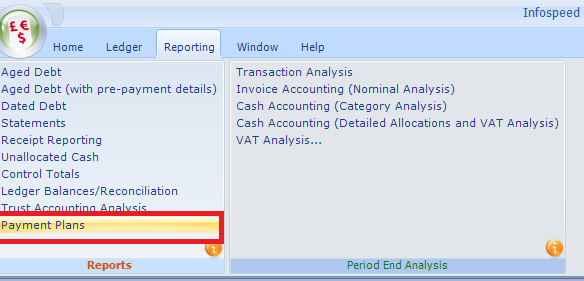 Infospeed
£ €
$
Home Ledger Reporting Window Help
Aged Debt
Aged Debt (with pre-payment details)
Dated Debt
Statements
Receipt Reporting
Unallocated Cash
Control Totals
Ledger Balances/Reconciliation
Trust Accounting Analysis
Payment Plans
Reports
Transaction Analysis
Invoice Accounting (Nominal Analysis)
Cash Accounting (Category Analysis)
Cash Accounting (Detailed Allocations and VAT Analysis)
VAT Analysis...
Period End Analysis